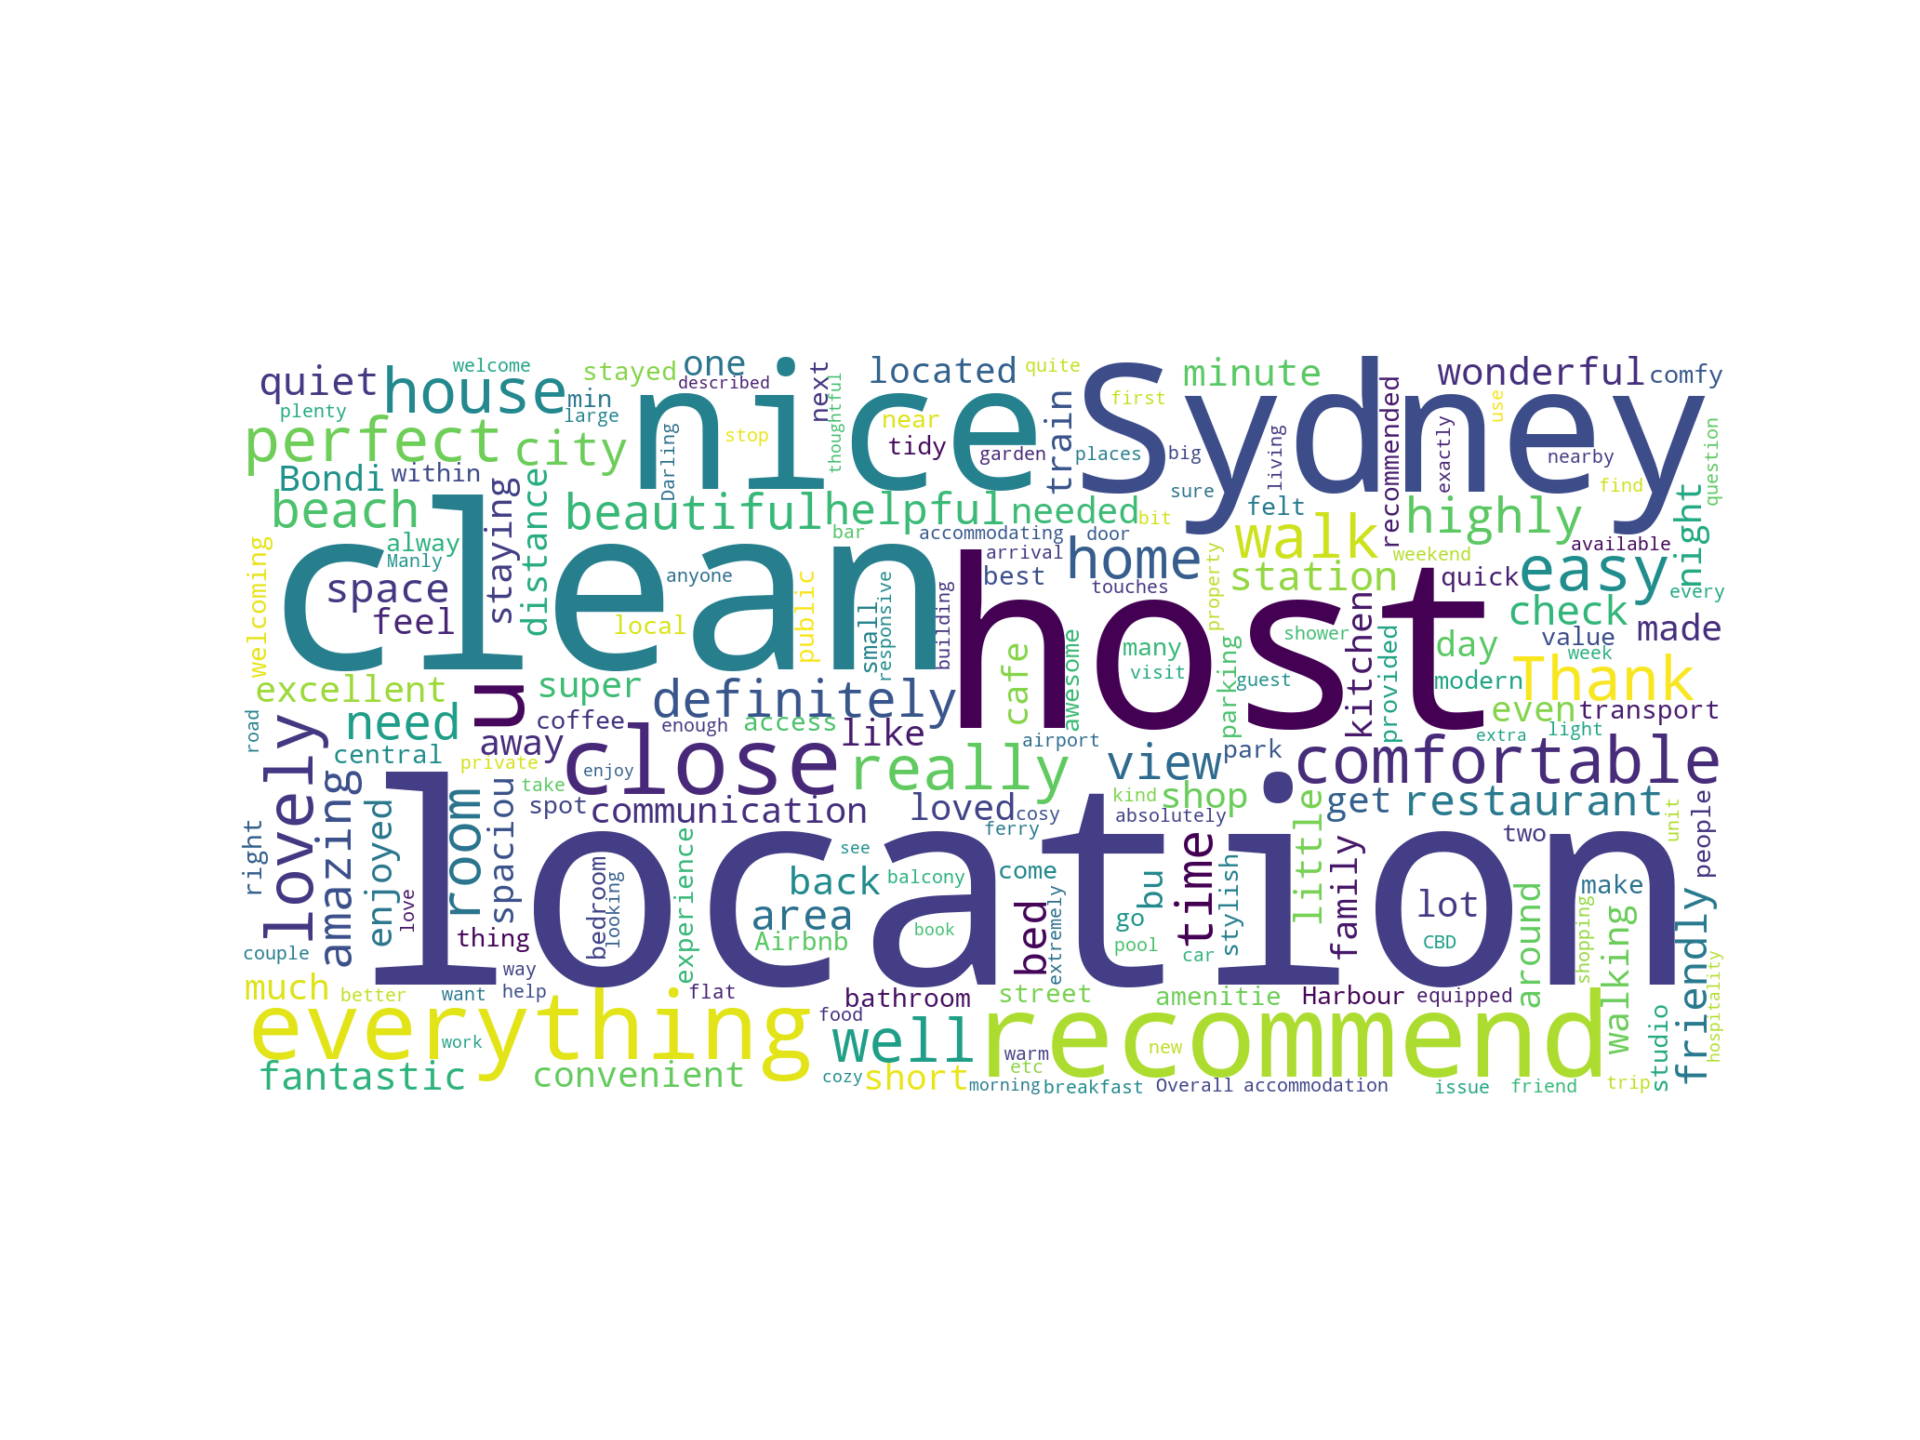 quiet
welcome
stayed
one
located
quite
minute
wonderful
comfy
plenty
house
min
described
next
near
first
recommended
use
large
nice
Sydney
perfect
city
Darling
stop
thoughtful
tidy
garden
train
places
big
living
exactly
nearby
question
Bondi
within
distance
sure
find
beach
staying
beautiful
helpful
needed
bit
felt
highly
night
alway
bar
accommodating
door
walk
weekend
available
welcoming
Manly
clean
anyone
public
arrival
home
easy
space
responsive
best
touches
property
station
quick
every
feel
local
small
building
host
shower
kitchen
check
value
made
cafe
awesome
many
parking
provided
day
week
excellent
u
super
definitely
visit
guest
modern
Thank
road
lovely
need
coffee
enough
access
like
even
transport
central
away
close
airport
view
park
extra
light
private
enjoy
really
comfortable
amazing
take
kind
shop
right
enjoyed
room
spaciou
spot
communication
loved
cosy
absolutely
little
get
restaurant
unit
people
location
ferry
two
love
bedroom
looking
experience
see
back
balcony
come
bu
time
stylish
family
make
area
extremely
go
lot
around
shopping
walking
friendly
couple
thing
Airbnb
book
bed
pool
car
CBD
hospitality
much
better
want
way
help
flat
bathroom
street
amenitie
Harbour
equipped
everything
food
recommend
work
well
warm
new
studio
fantastic
convenient
cozy
short
etc
morning
breakfast
Overall
accommodation
issue
friend
trip